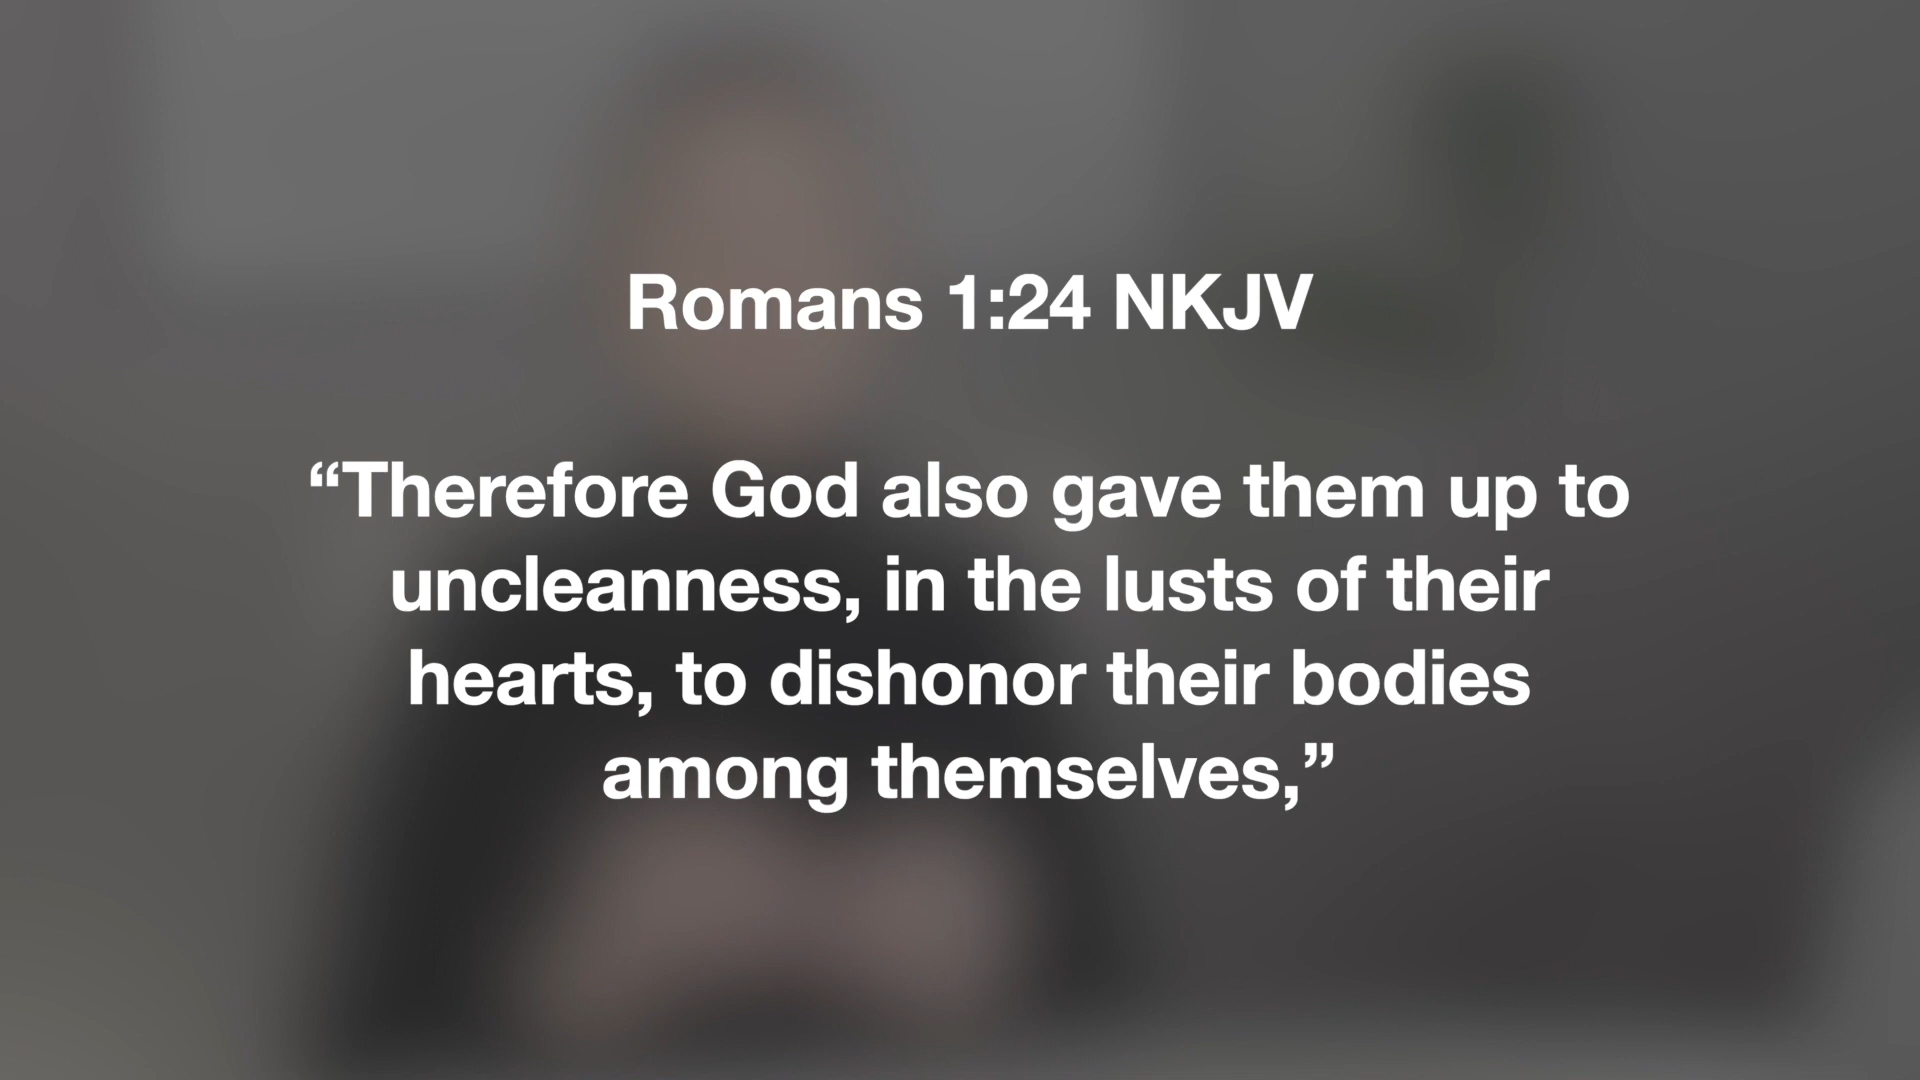 Romans 1:24 NKJV
“Therefore God also gave them up to
uncleanness, in the lusts of their
hearts, to dishonor their bodies
among themselves,”